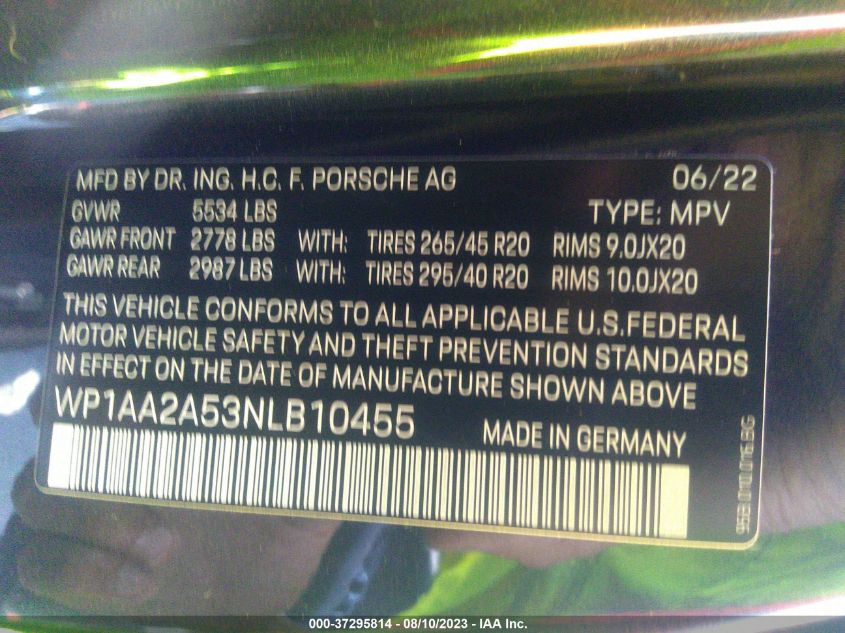 MFD BY DR. ING. H.C. F. PORSCHE AG 06/22
GVWR 5534 LBS TYPE: MPV
GAWR FRONT 2778 LBS WITH: TIRES 265/45 R20 RIMS 9.0JX20
GAWR REAR 2987 LBS WITH: TIRES 295/40 R20 RIMS 10.0JX20
THIS VEHICLE CONFORMS TO ALL APPLICABLE U.S.FEDERAL
MOTOR VEHICLE SAFETY AND THEFT PREVENTION STANDARDS
IN EFFECT ON THE DATE OF MANUFACTURE SHOWN ABOVE
WP1AA2A53NLB10455
MADE IN GERMANY
000-37295814 - 08/10/2023 - IAA Inc.